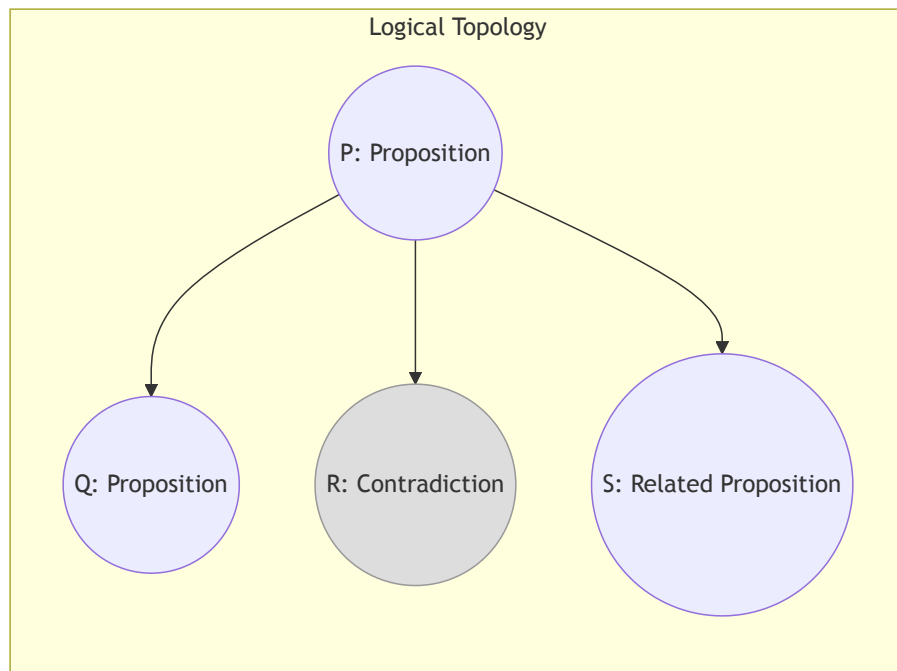 Logical Topology
P: Proposition
Q: Proposition
R: Contradiction
S: Related Proposition